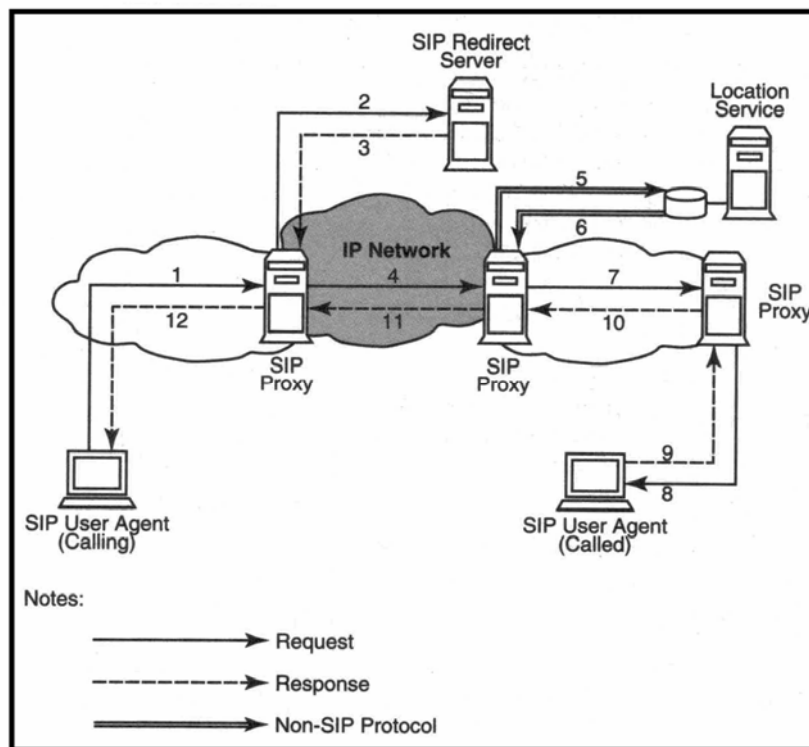 SIP Redirect
Server
Location
Service
2
3
5
6
IP Network
1
4
7
12
11
10
SIP
Proxy
SIP
Proxy
SIP
Proxy
9
8
SIP User Agent
(Calling)
SIP User Agent
(Called)
Notes:
Request
Response
Non-SIP Protocol